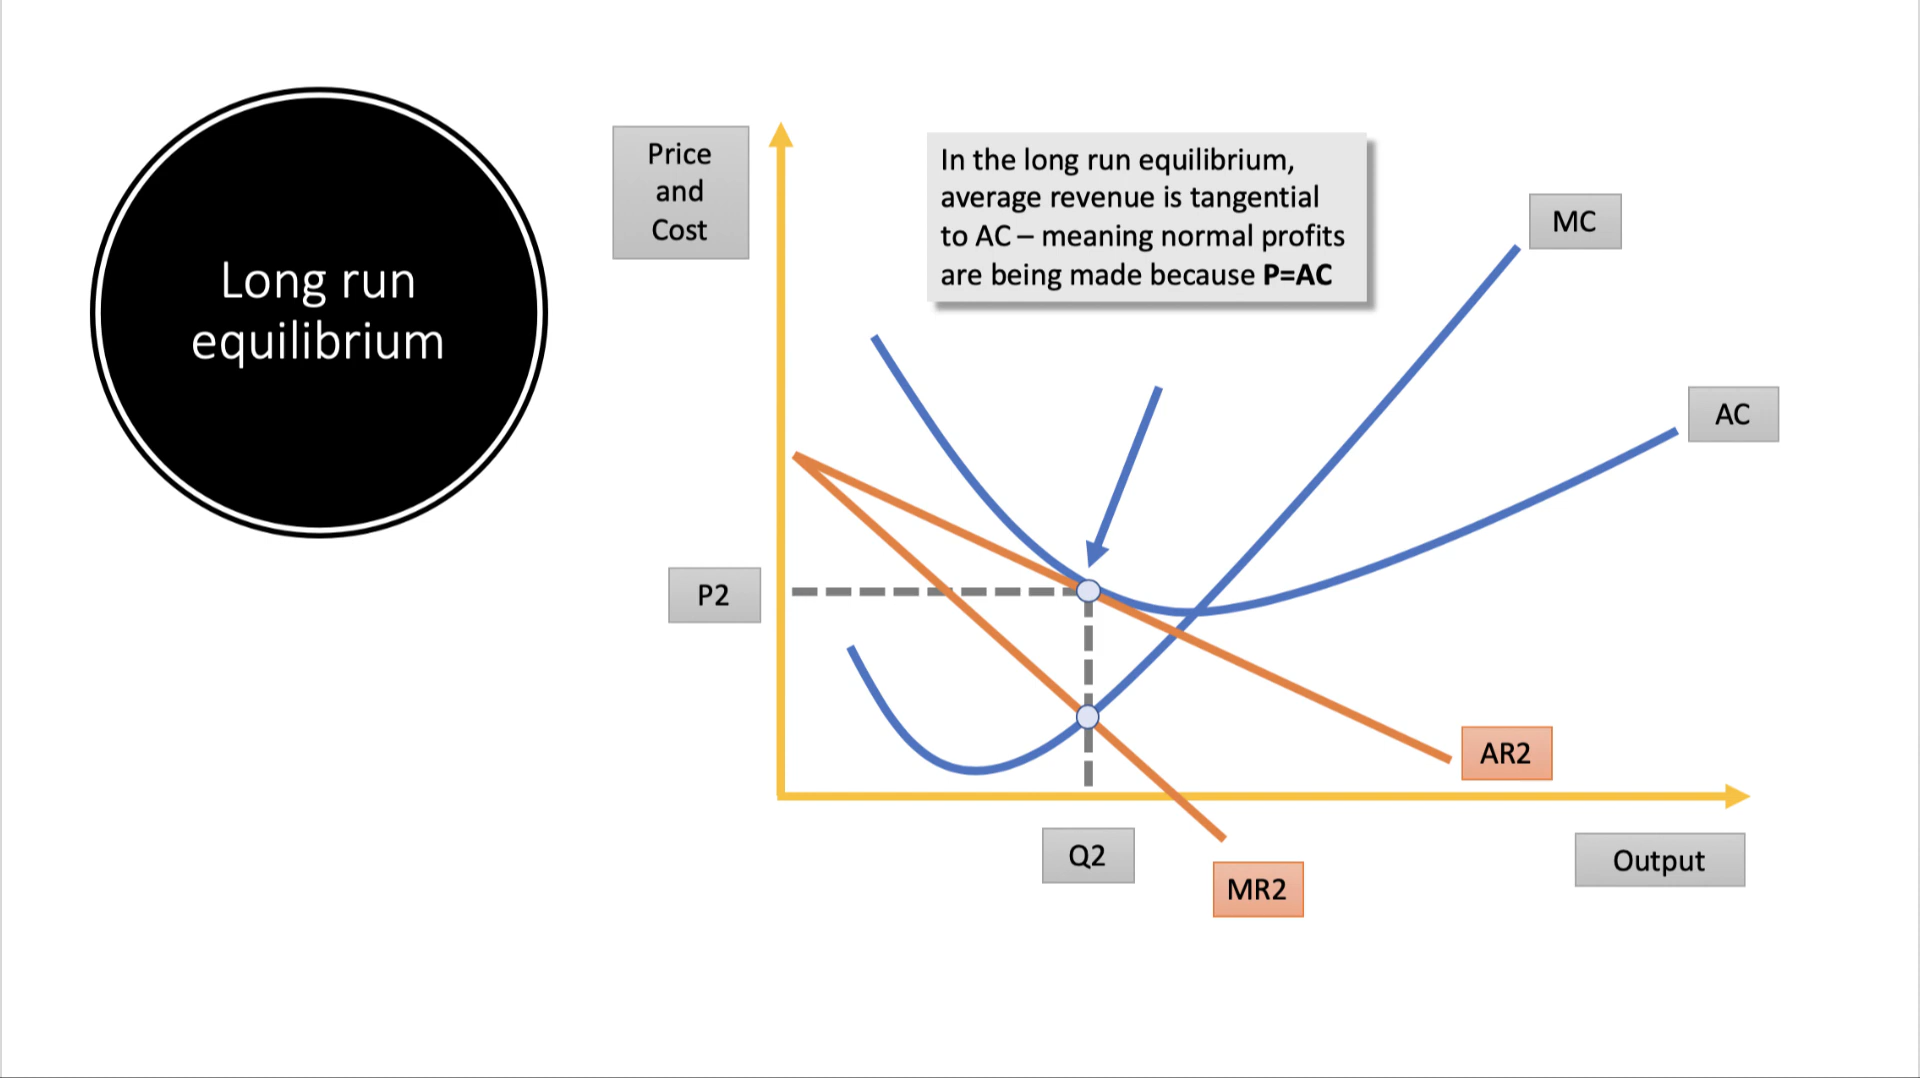 Long run
equilibrium
Price
and
Cost
In the long run equilibrium,
average revenue is tangential
to AC – meaning normal profits
are being made because P=AC
MC
AC
P2
AR2
Q2
MR2
Output